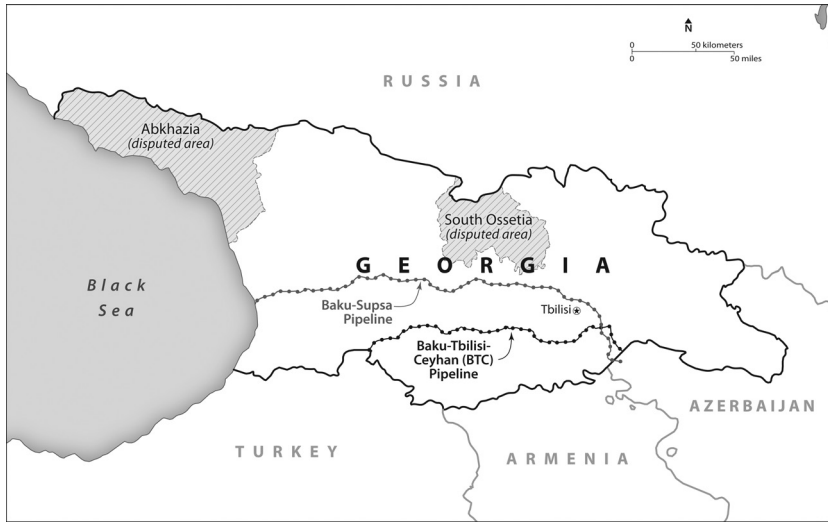 N
0 50 kilometers
0 50 miles
RUSSIA
Abkhazia
(disputed area)
South Ossetia
(disputed area)
GEORGIA
Black
Sea
Baku-Supsa
Pipeline
Tbilisi
Baku-Tbilisi-
Ceyhan (BTC)
Pipeline
AZERBAIJAN
TURKEY
ARMENIA